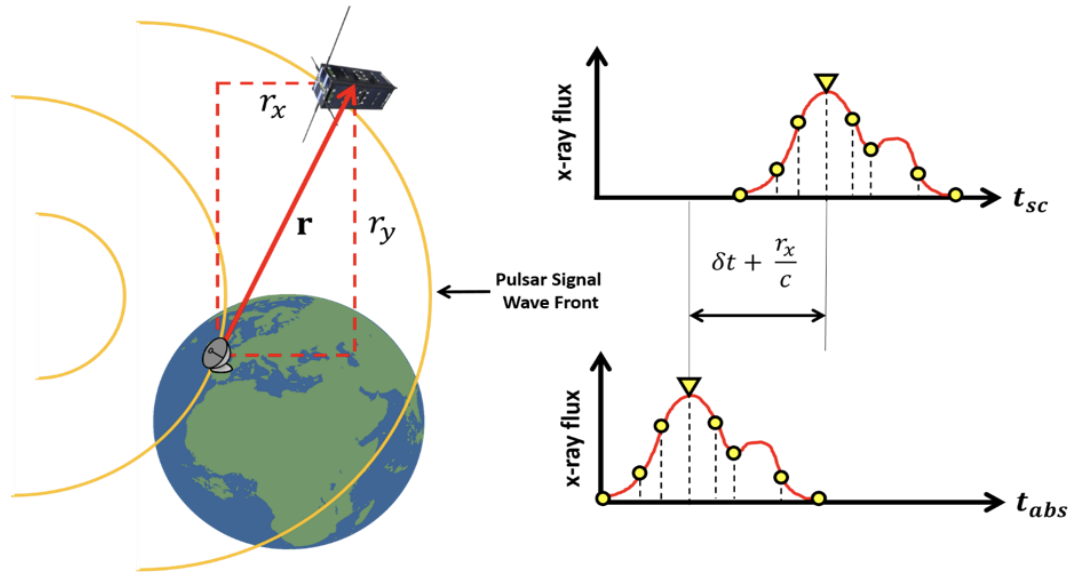 r_x
r
r_y
Pulsar Signal
Wave Front
x-ray flux
t_sc
δt + r_x/c
x-ray flux
t_abs